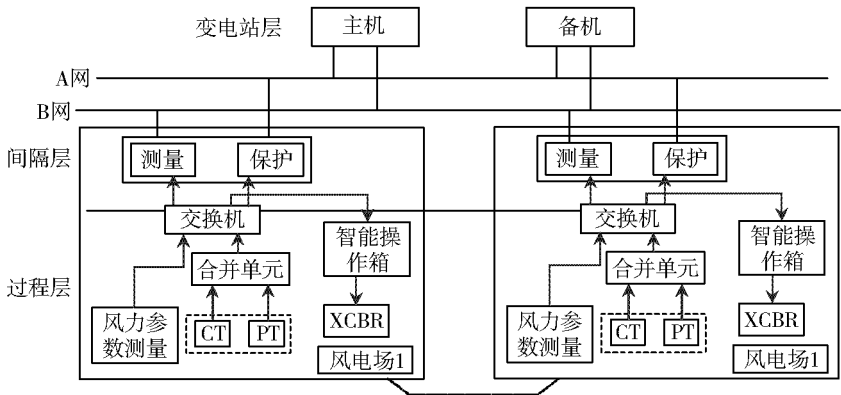 变电站层
主机
备机
A网
B网
间隔层
测量
保护
测量
保护
交换机
交换机
智能操
作箱
智能操
作箱
合并单元
合并单元
过程层
风力参
数测量
CT
PT
XCBR
风力参
数测量
CT
PT
XCBR
风电场1
风电场1